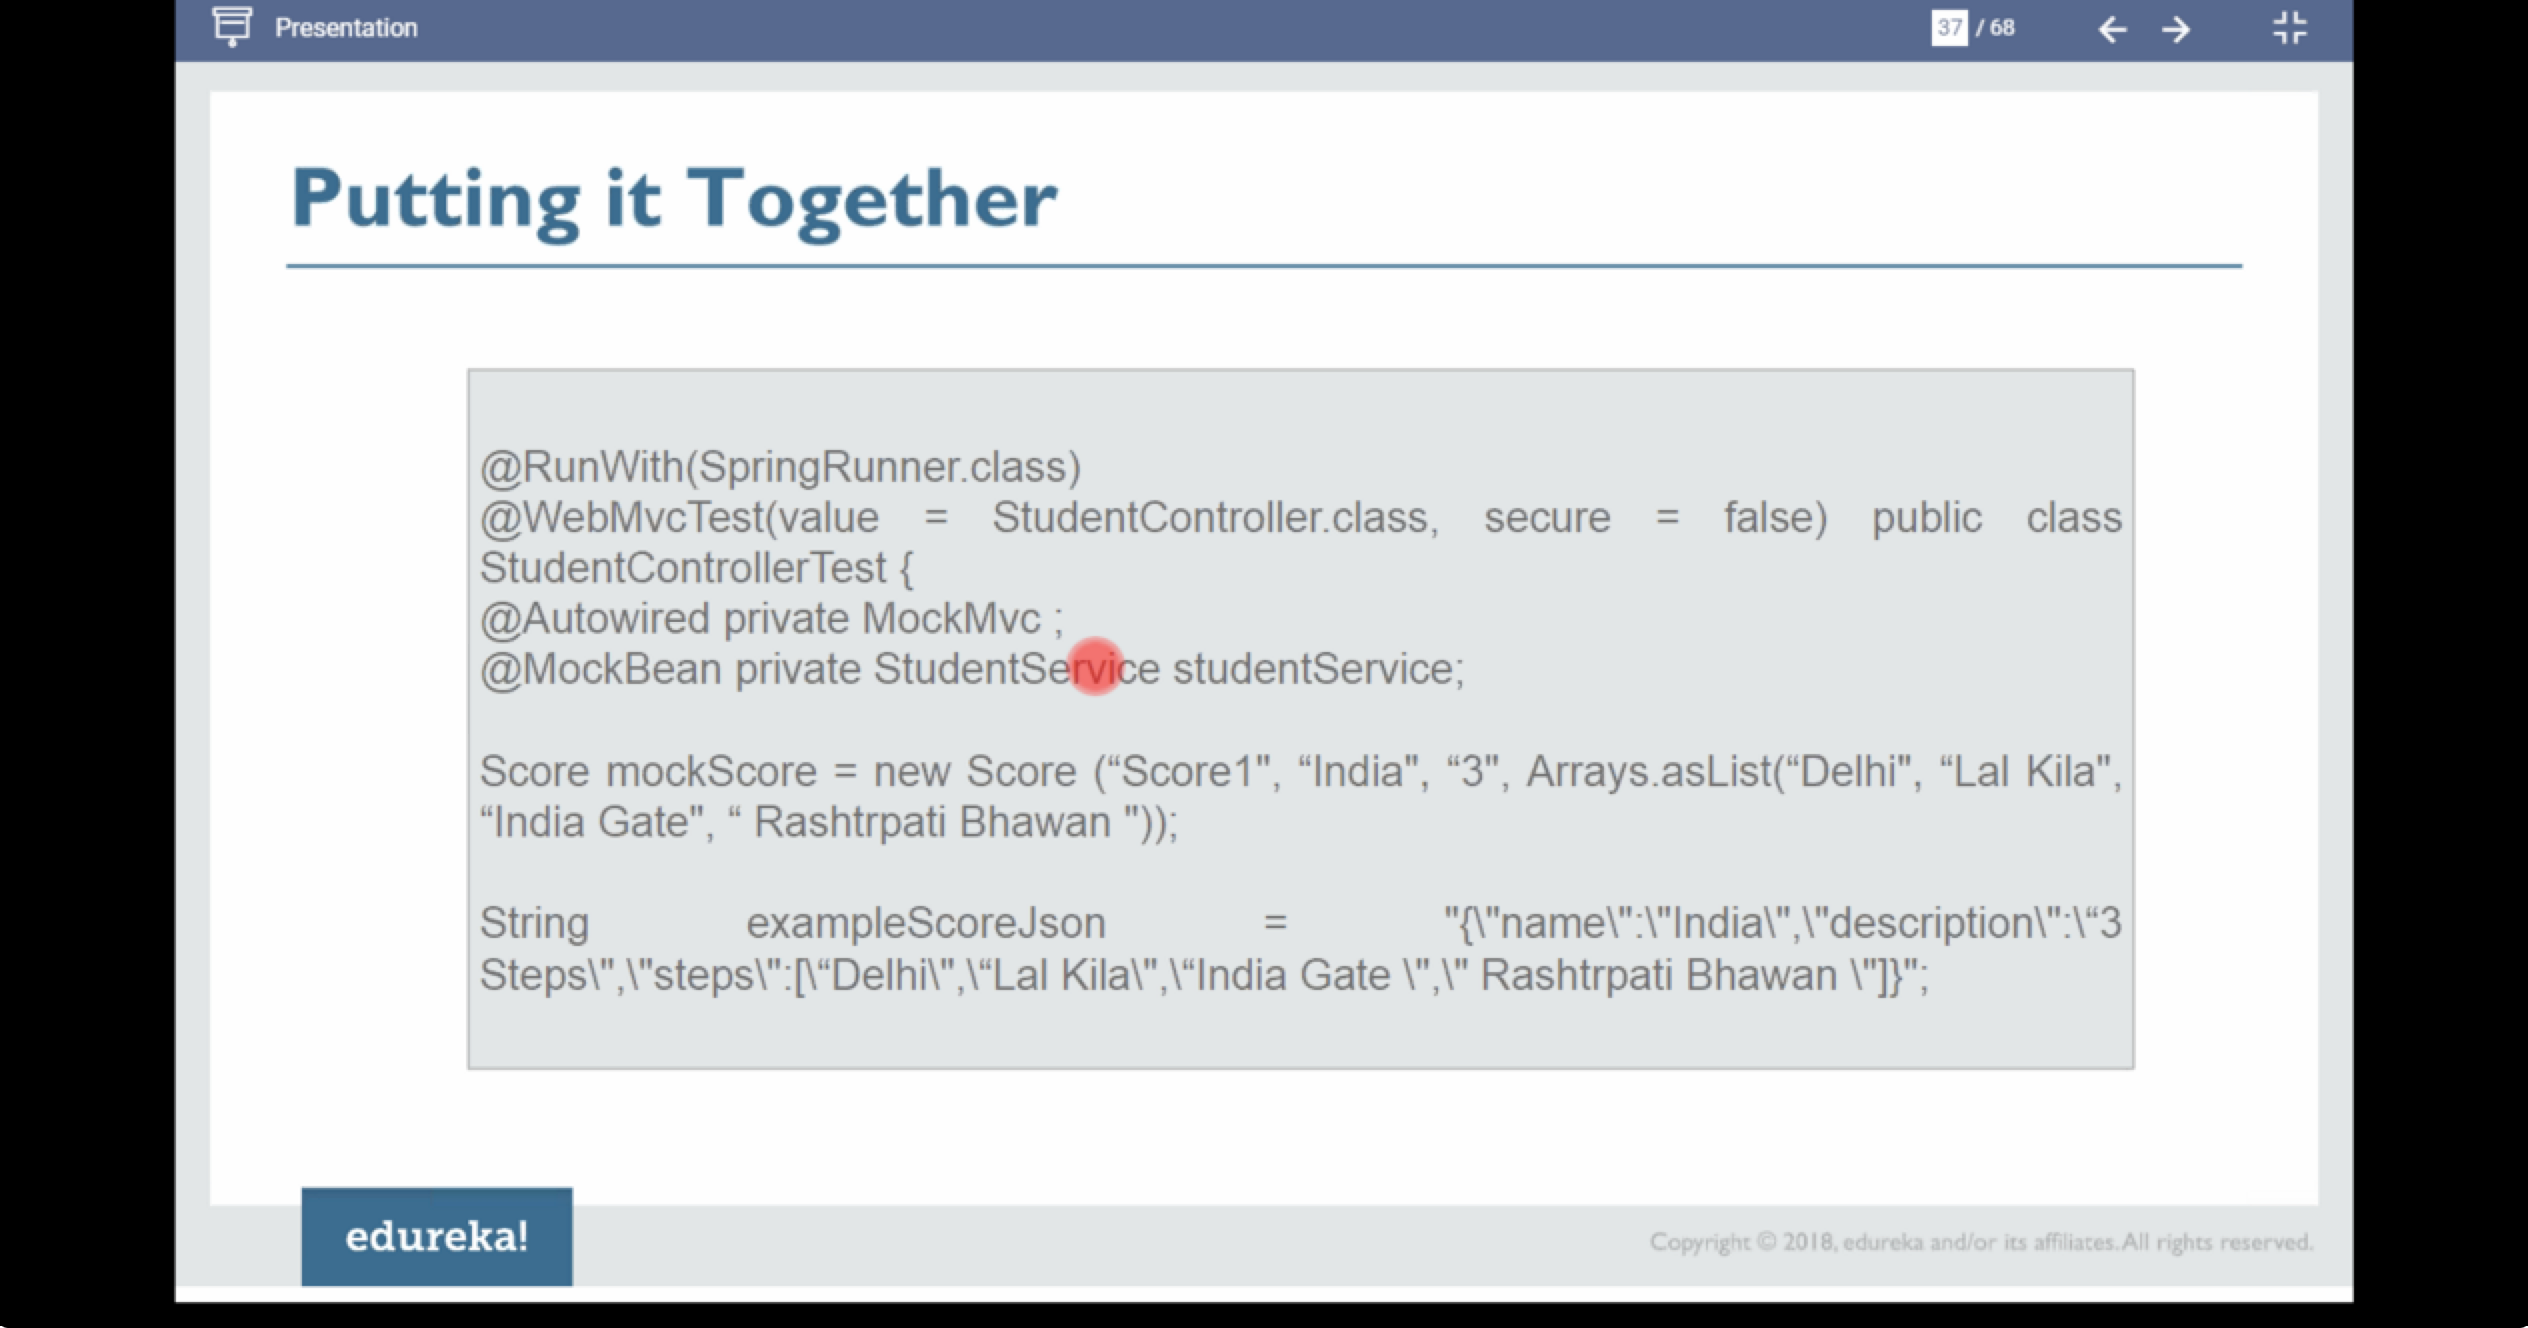 Presentation
37 / 68
Putting it Together
@RunWith(SpringRunner.class)
@WebMvcTest(value = StudentController.class, secure = false) public class
StudentControllerTest {
@Autowired private MockMvc ;
@MockBean private StudentService studentService;
Score mockScore = new Score (“Score1", “India", “3", Arrays.asList(“Delhi", “Lal Kila",
“India Gate", “ Rashtrpati Bhawan "));
String exampleScoreJson = "{\"name\":\"India\",\"description\":\“3
Steps\",\"steps\":[\“Delhi\",\“Lal Kila\",\“India Gate \",\" Rashtrpati Bhawan \"]}";
edureka!
Copyright © 2018, edureka and/or its affiliates. All rights reserved.